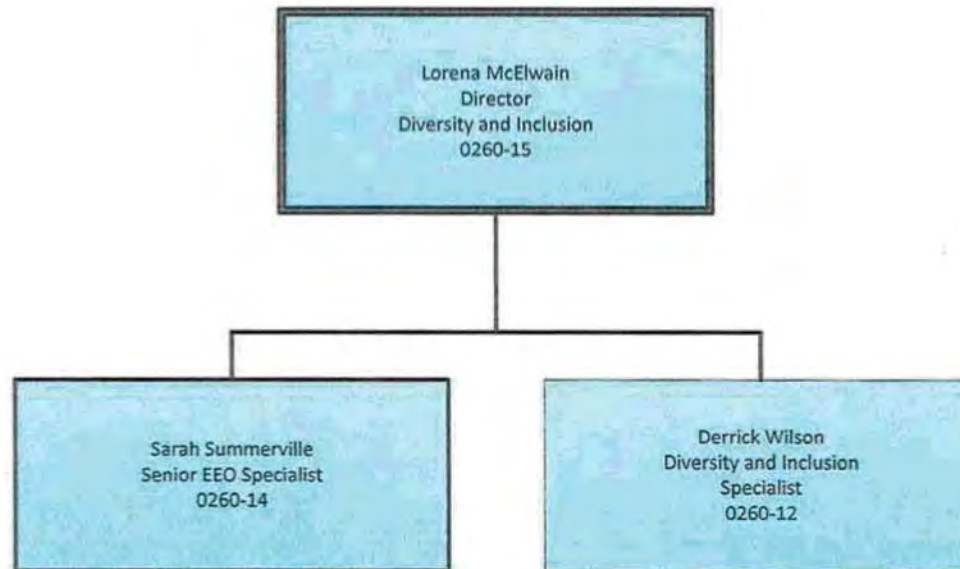 Lorena McElwain
Director
Diversity and Inclusion
0260-15
Sarah Summerville
Senior EEO Specialist
0260-14
Derrick Wilson
Diversity and Inclusion
Specialist
0260-12